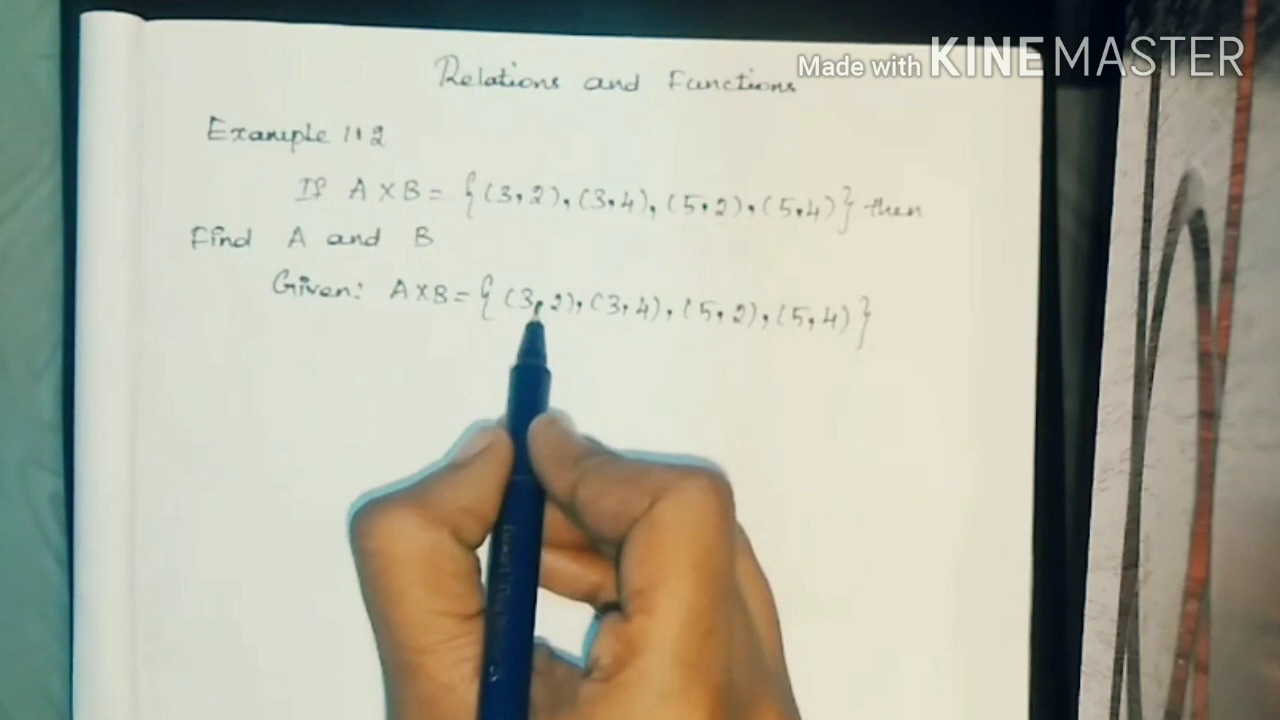 Made with KINEMASTER
Relations and Functions
Example 1.2
If A × B = {(3,2), (3,4), (5,2), (5,4)} then
Find A and B
Given: A×B = {(3,2), (3,4), (5,2), (5,4)}